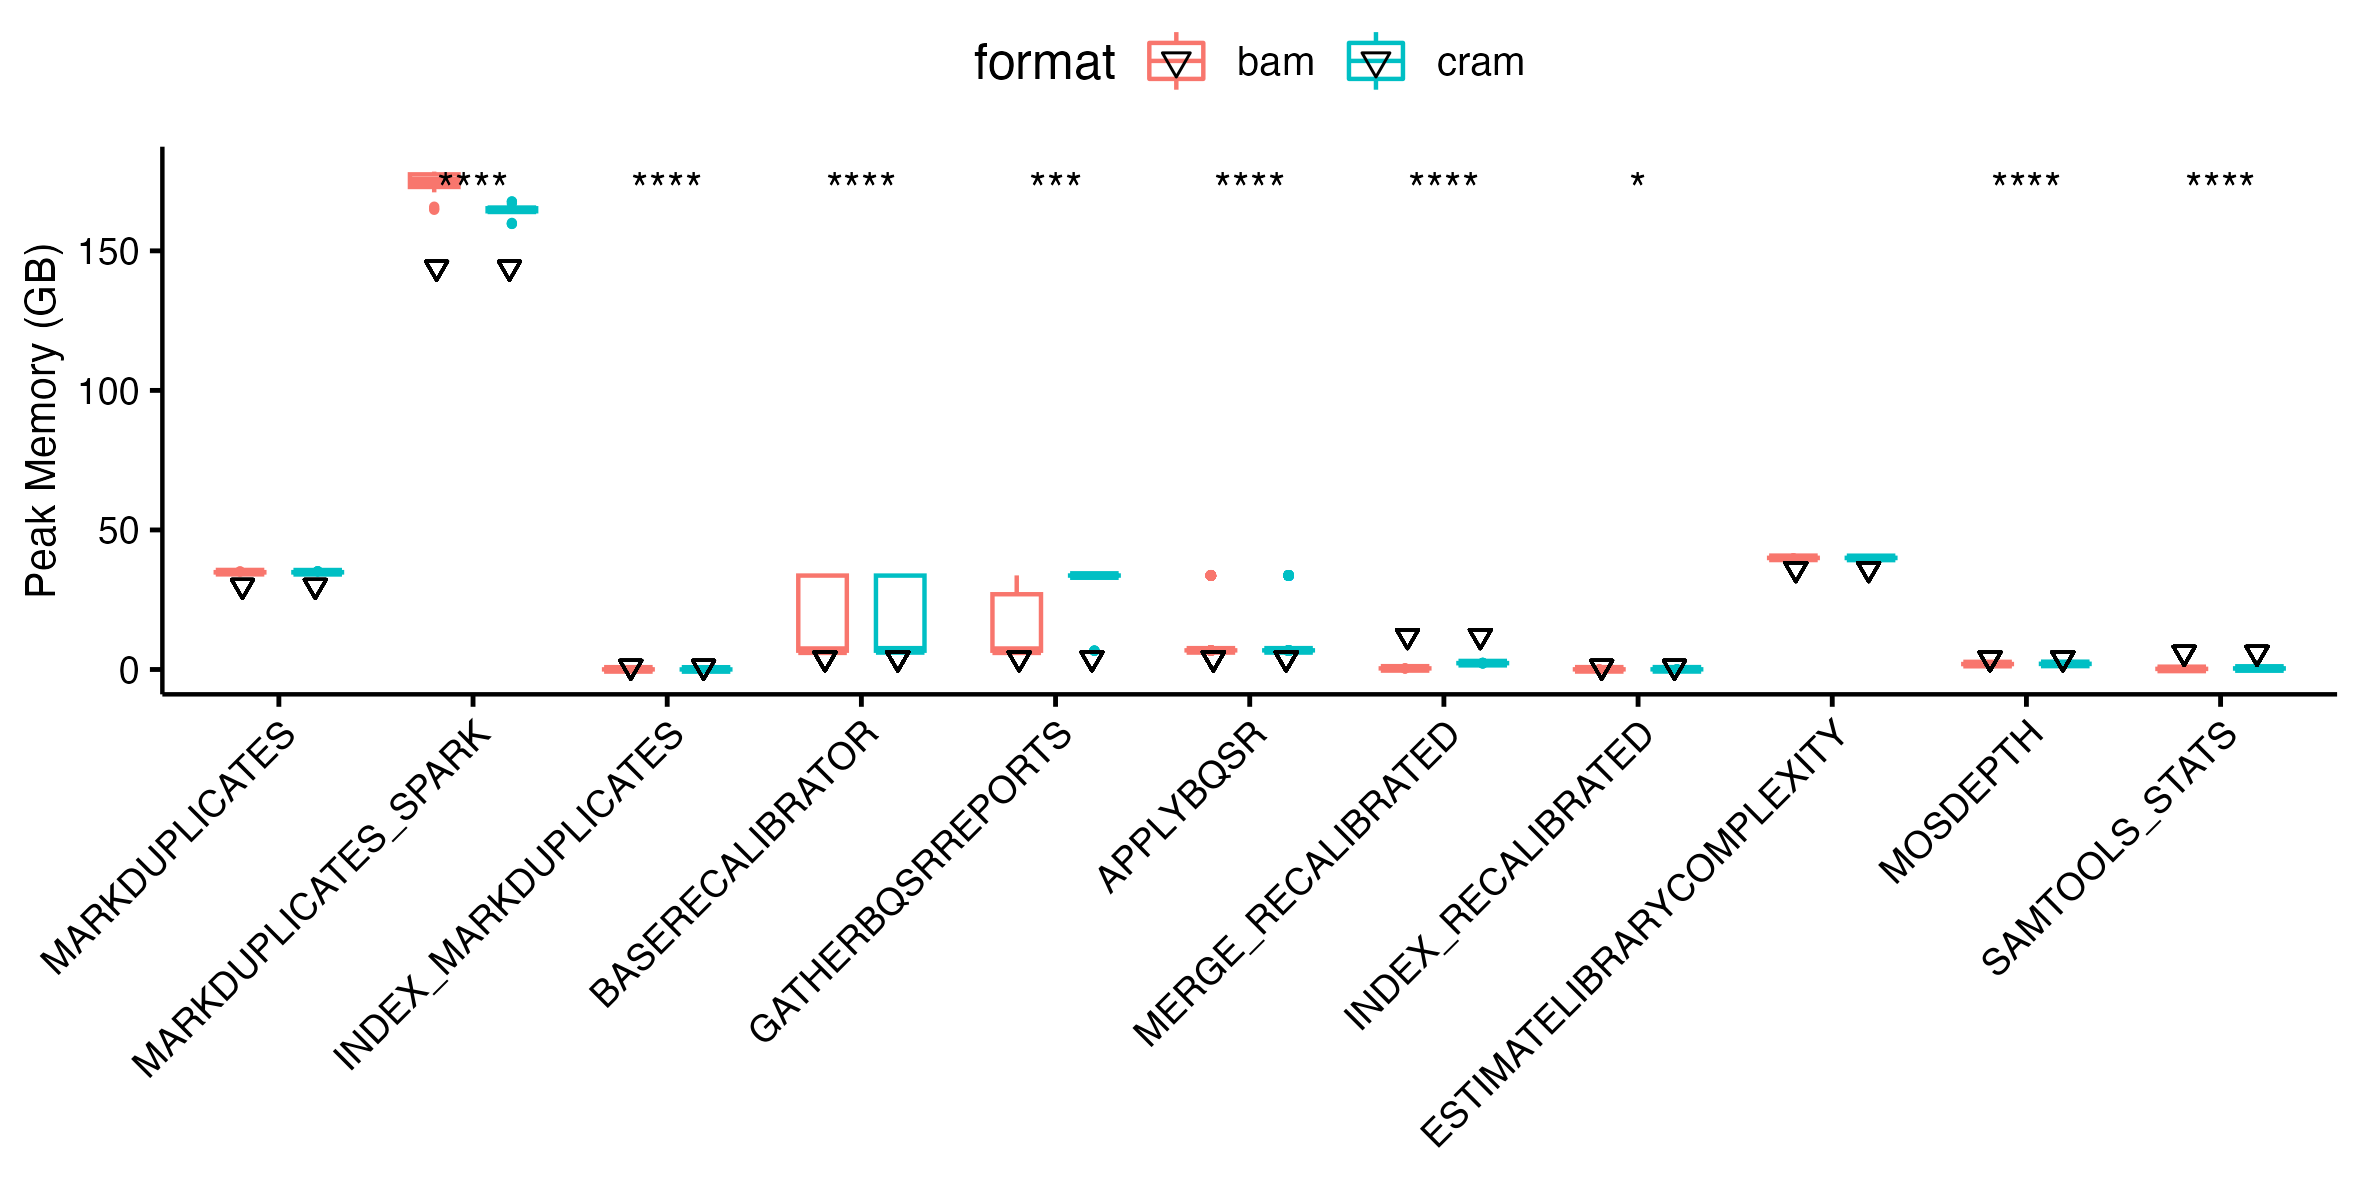 format bam cram
**** **** **** *** **** **** * **** ****
Peak Memory (GB)
150
100
50
0
MARKDUPLICATES
MARKDUPLICATES_SPARK
INDEX_MARKDUPLICATES
BASERECALIBRATOR
GATHERBQSRREPORTS
APPLYBQSR
MERGE_RECALIBRATED
INDEX_RECALIBRATED
ESTIMATELIBRARYCOMPLEXITY
MOSDEPTH
SAMTOOLS_STATS